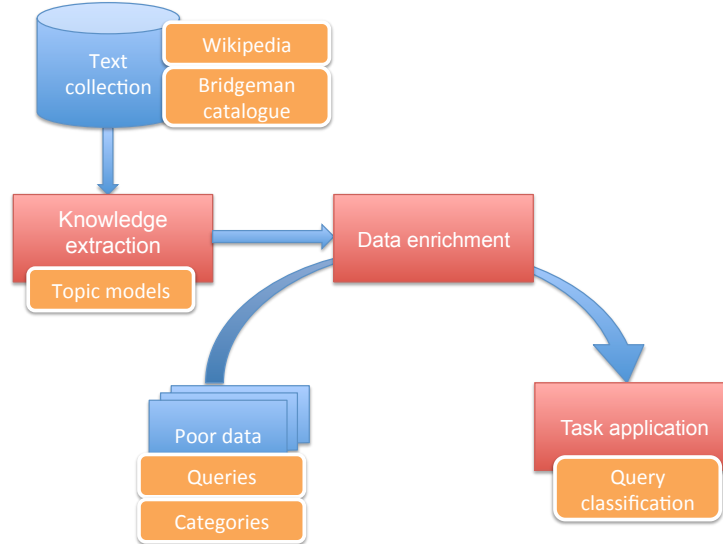 Text
collection
Wikipedia
Bridgeman
catalogue
Knowledge
extraction
Topic models
Data enrichment
Poor data
Queries
Categories
Task application
Query
classification